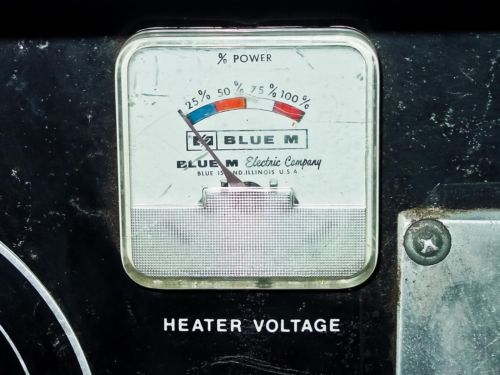 % POWER
25% 50% 75% 100%
BLUE M
BLUE M Electric Company
BLUE ISLAND, ILLINOIS U.S.A.
HEATER VOLTAGE